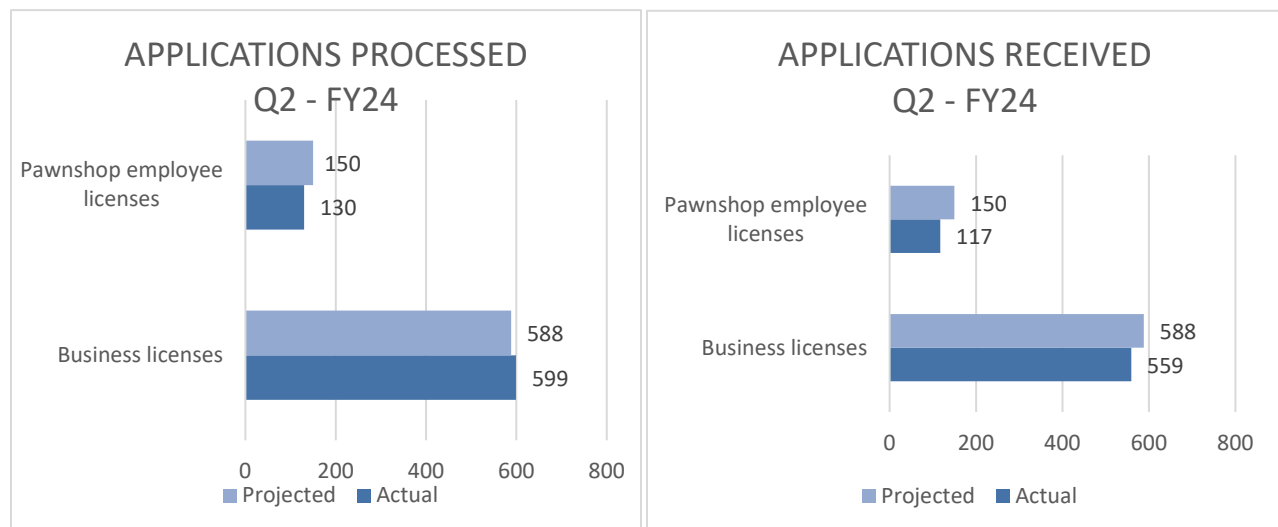 APPLICATIONS PROCESSED
Q2 - FY24
Pawnshop employee
licenses
150
130
Business licenses
588
599
0 200 400 600 800
Projected Actual
APPLICATIONS RECEIVED
Q2 - FY24
Pawnshop employee
licenses
150
117
Business licenses
588
559
0 200 400 600 800
Projected Actual